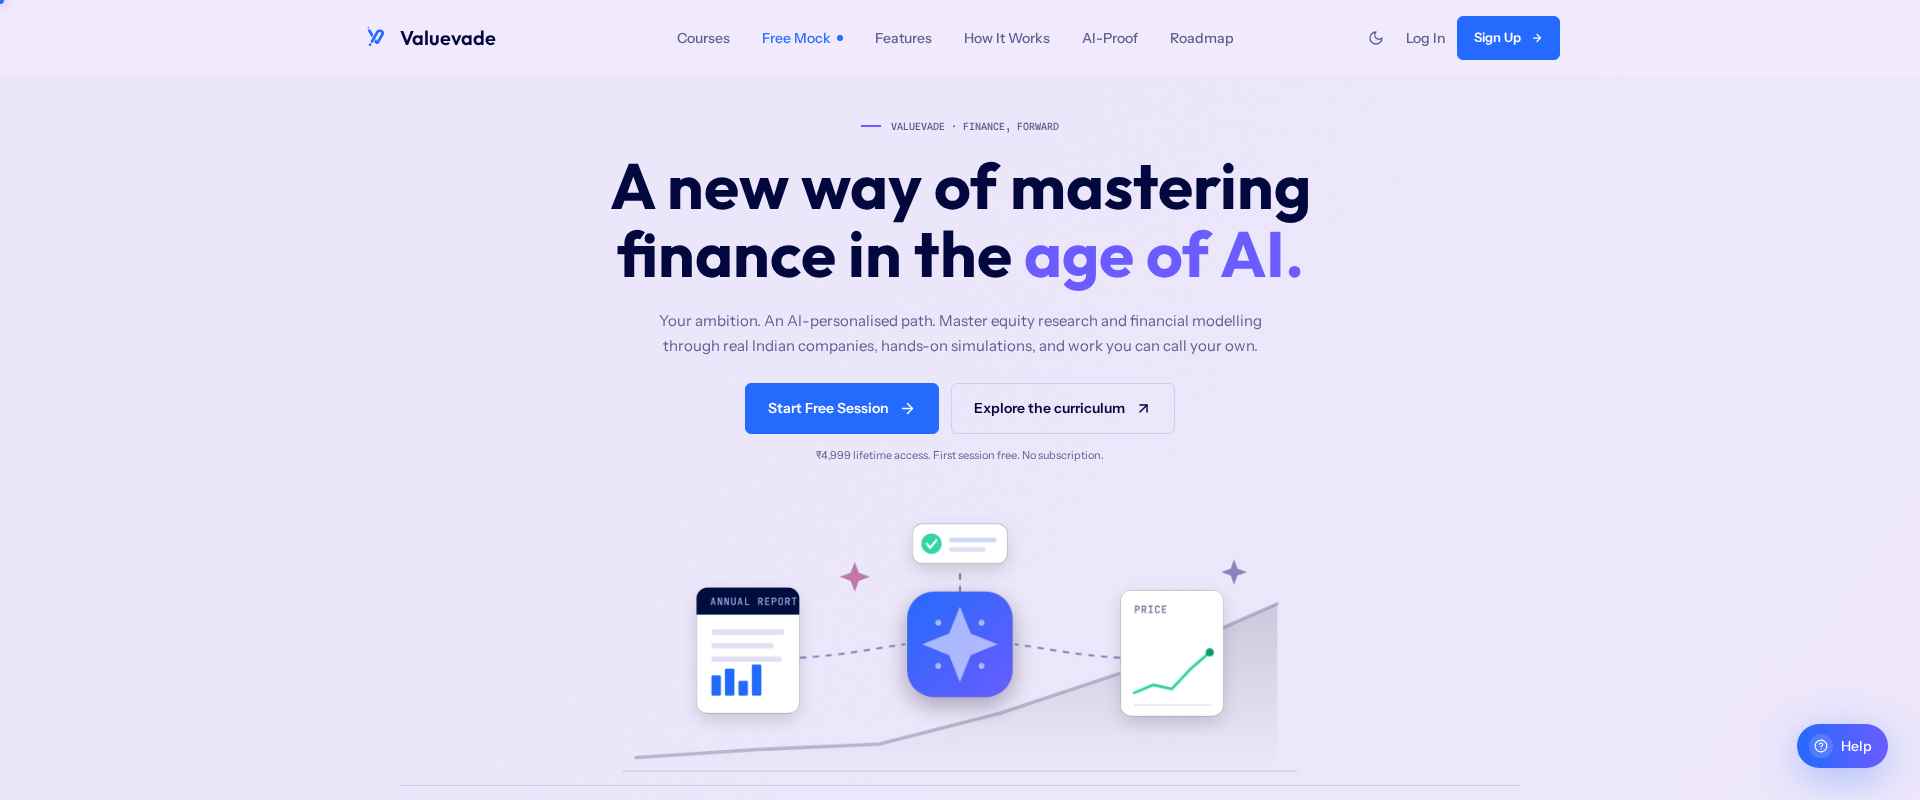 Valuevade
Courses
Free Mock
Features
How It Works
AI-Proof
Roadmap
Log In
Sign Up
VALUEVADE · FINANCE, FORWARD
A new way of mastering
finance in the age of AI.
Your ambition. An AI-personalised path. Master equity research and financial modelling
through real Indian companies, hands-on simulations, and work you can call your own.
Start Free Session
Explore the curriculum
₹4,999 lifetime access. First session free. No subscription.
ANNUAL REPORT
PRICE
Help